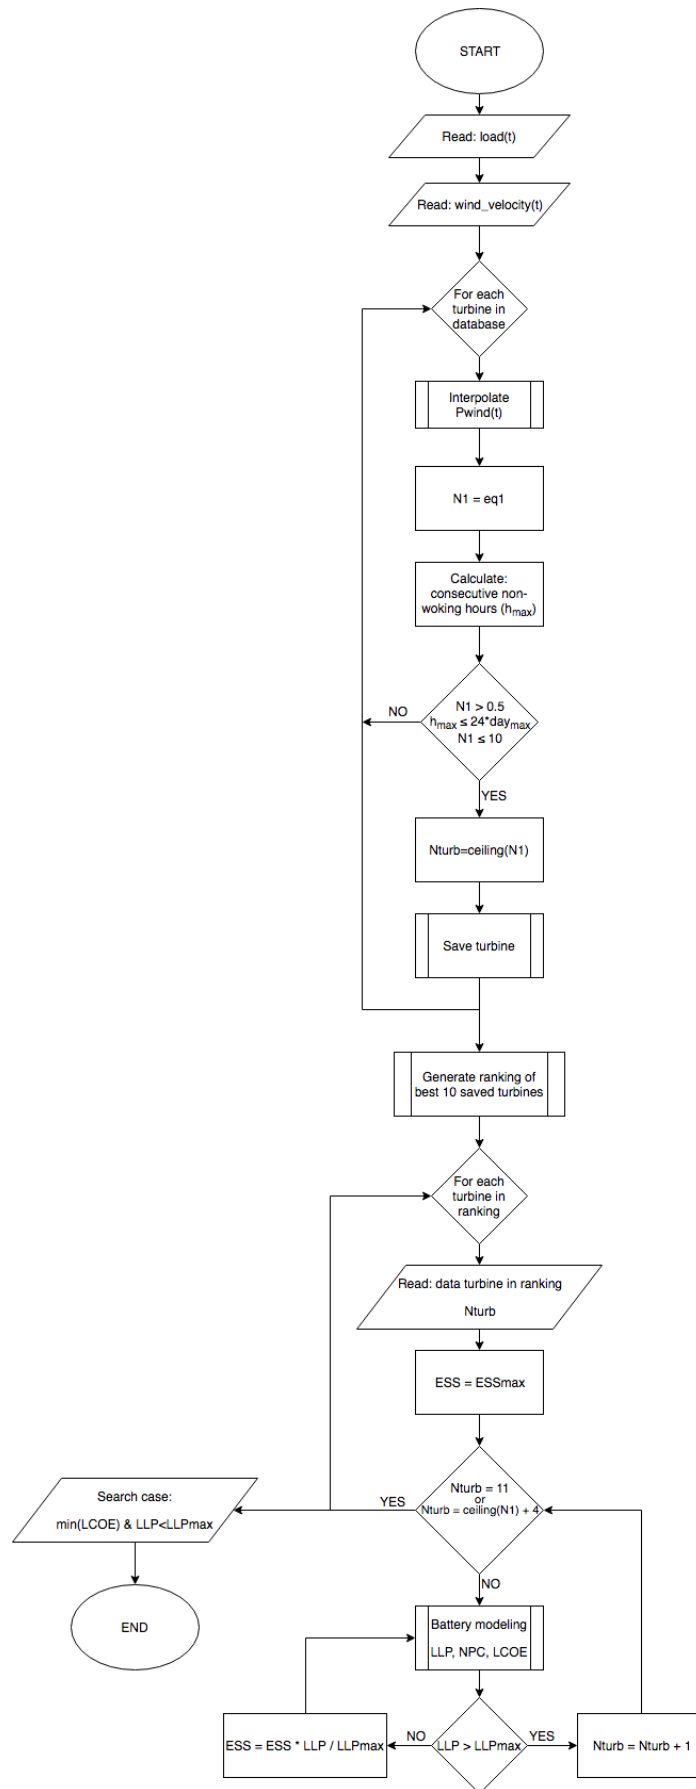 START
Read: load(t)
Read: wind_velocity(t)
For each
turbine in
database
Interpolate
Pwind(t)
N1 = eq1
Calculate:
consecutive non-
woking hours (hmax)
N1 > 0.5
hmax ≤ 24*daymax
N1 ≤ 10
NO
YES
Nturb=ceiling(N1)
Save turbine
Generate ranking of
best 10 saved turbines
For each
turbine in
ranking
Read: data turbine in ranking
Nturb
ESS = ESSmax
Nturb = 11
or
Nturb = ceiling(N1) + 4
YES
Search case:
min(LCOE) & LLP<LLPmax
END
NO
Battery modeling
LLP, NPC, LCOE
LLP > LLPmax
NO
ESS = ESS * LLP / LLPmax
YES
Nturb = Nturb + 1